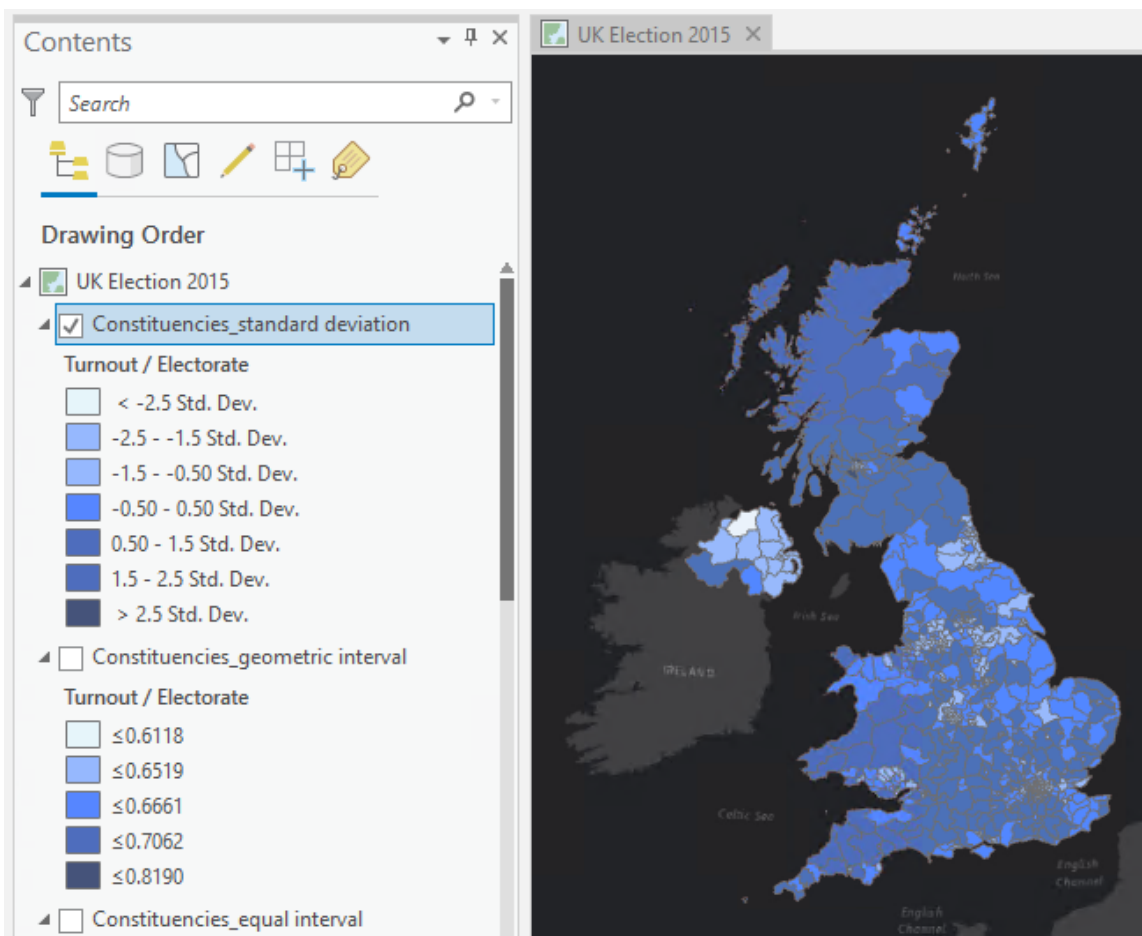 Contents
UK Election 2015
Search
Drawing Order
UK Election 2015
Constituencies_standard deviation
Turnout / Electorate
< -2.5 Std. Dev.
-2.5 - -1.5 Std. Dev.
-1.5 - -0.50 Std. Dev.
-0.50 - 0.50 Std. Dev.
0.50 - 1.5 Std. Dev.
1.5 - 2.5 Std. Dev.
> 2.5 Std. Dev.
Constituencies_geometric interval
Turnout / Electorate
≤0.6118
≤0.6519
≤0.6661
≤0.7062
≤0.8190
Constituencies_equal interval
North Sea
Irish Sea
IRELAND
Celtic Sea
English
Channel
English
Channel